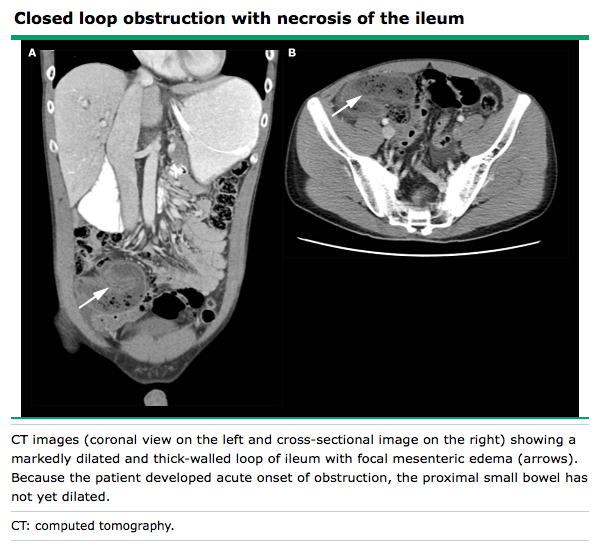 Closed loop obstruction with necrosis of the ileum
A
B
CT images (coronal view on the left and cross-sectional image on the right) showing a
markedly dilated and thick-walled loop of ileum with focal mesenteric edema (arrows).
Because the patient developed acute onset of obstruction, the proximal small bowel has
not yet dilated.
CT: computed tomography.